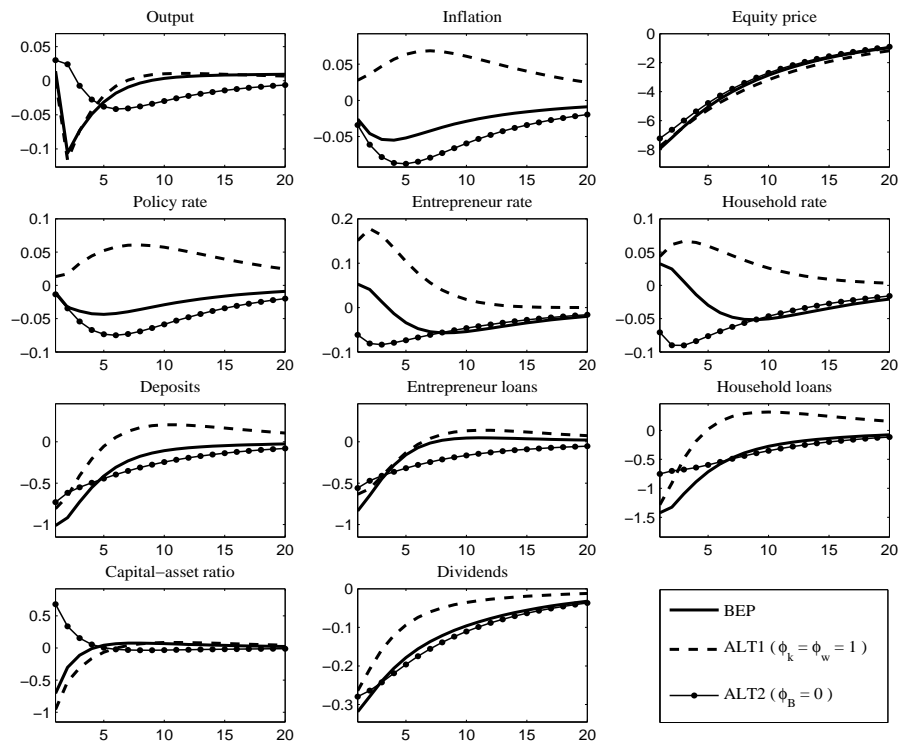 Output
0.05
0
−0.05
−0.1
5 10 15 20
Inflation
0.05
0
−0.05
5 10 15 20
Equity price
0
−2
−4
−6
−8
5 10 15 20
Policy rate
0.1
0.05
0
−0.05
−0.1
5 10 15 20
Entrepreneur rate
0.2
0.1
0
−0.1
5 10 15 20
Household rate
0.1
0.05
0
−0.05
−0.1
5 10 15 20
Deposits
0
−0.5
−1
5 10 15 20
Entrepreneur loans
0
−0.5
−1
5 10 15 20
Household loans
0
−0.5
−1
−1.5
5 10 15 20
Capital−asset ratio
0.5
0
−0.5
−1
5 10 15 20
Dividends
0
−0.1
−0.2
−0.3
5 10 15 20
BEP
ALT1 (ϕk = ϕw = 1)
ALT2 (ϕB = 0)